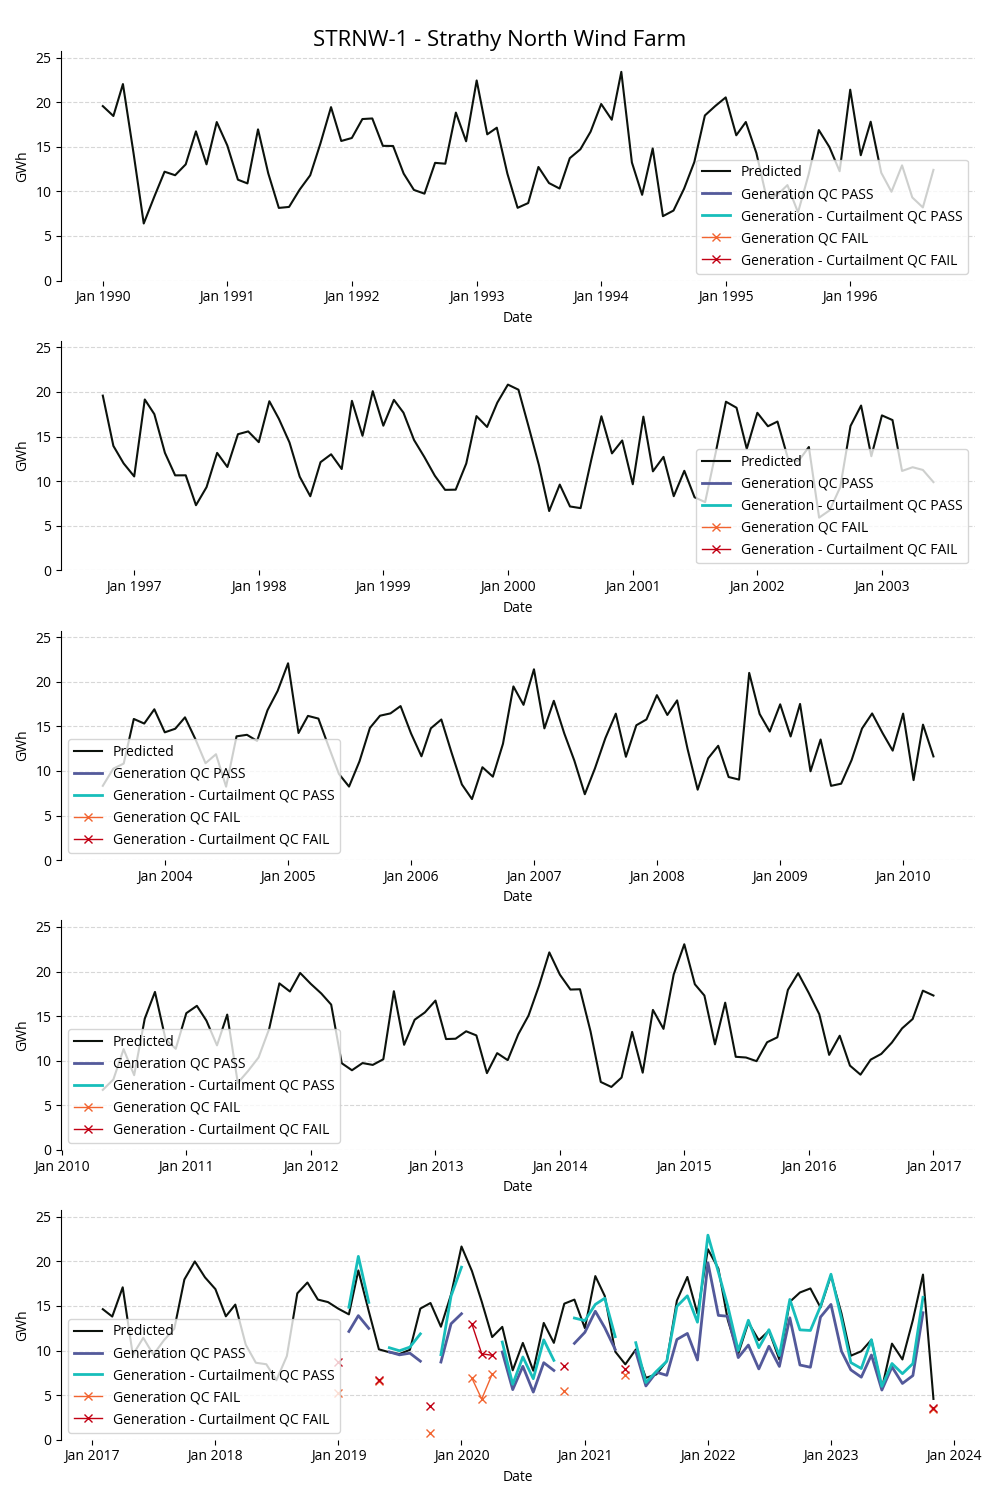 STRNW-1 - Strathy North Wind Farm
25
20
15
10
5
0
GWh
Predicted
Generation QC PASS
Generation - Curtailment QC PASS
Generation QC FAIL
Generation - Curtailment QC FAIL
Jan 1990 Jan 1991 Jan 1992 Jan 1993 Jan 1994 Jan 1995 Jan 1996
Date
25
20
15
10
5
0
GWh
Predicted
Generation QC PASS
Generation - Curtailment QC PASS
Generation QC FAIL
Generation - Curtailment QC FAIL
Jan 1997 Jan 1998 Jan 1999 Jan 2000 Jan 2001 Jan 2002 Jan 2003
Date
25
20
15
10
5
0
GWh
Predicted
Generation QC PASS
Generation - Curtailment QC PASS
Generation QC FAIL
Generation - Curtailment QC FAIL
Jan 2004 Jan 2005 Jan 2006 Jan 2007 Jan 2008 Jan 2009 Jan 2010
Date
25
20
15
10
5
0
GWh
Predicted
Generation QC PASS
Generation - Curtailment QC PASS
Generation QC FAIL
Generation - Curtailment QC FAIL
Jan 2010 Jan 2011 Jan 2012 Jan 2013 Jan 2014 Jan 2015 Jan 2016 Jan 2017
Date
25
20
15
10
5
0
GWh
Predicted
Generation QC PASS
Generation - Curtailment QC PASS
Generation QC FAIL
Generation - Curtailment QC FAIL
Jan 2017 Jan 2018 Jan 2019 Jan 2020 Jan 2021 Jan 2022 Jan 2023 Jan 2024
Date